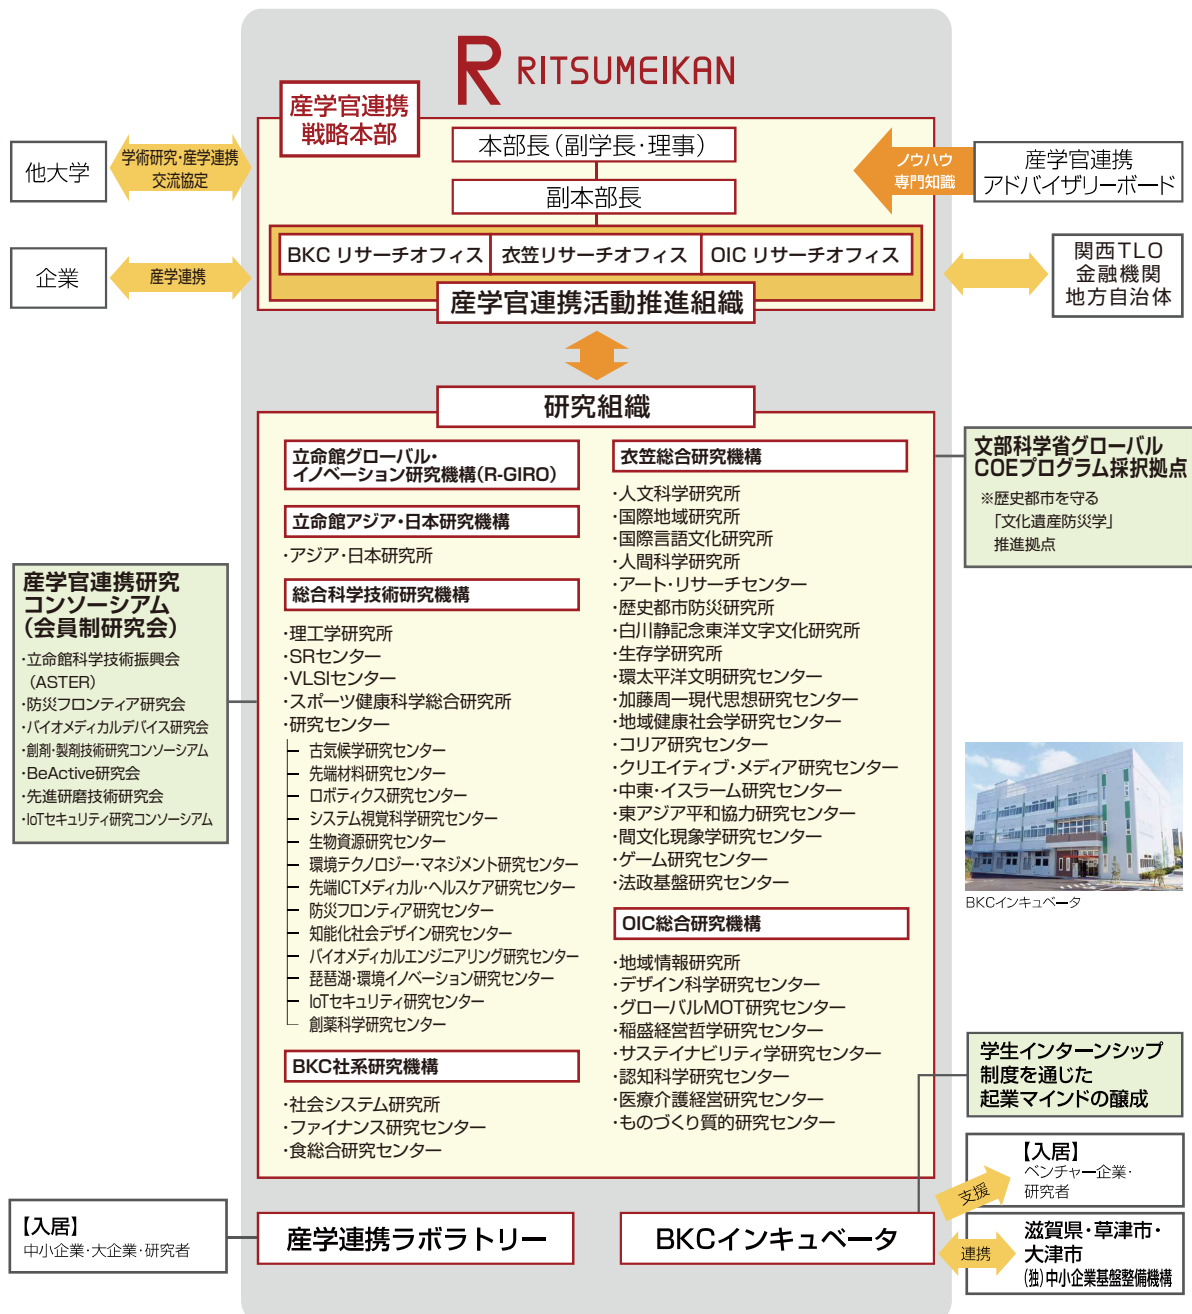 R RITSUMEIKAN
産学官連携
戦略本部
本部長(副学長・理事)
副本部長
BKC リサーチオフィス
衣笠リサーチオフィス
OIC リサーチオフィス
産学官連携活動推進組織
他大学
学術研究・産学連携
交流協定
企業
産学連携
ノウハウ
専門知識
産学官連携
アドバイザリーボード
関西TLO
金融機関
地方自治体
研究組織
立命館グローバル・
イノベーション研究機構(R-GIRO)
立命館アジア・日本研究機構
・アジア・日本研究所
総合科学技術研究機構
・理工学研究所
・SRセンター
・VLSIセンター
・スポーツ健康科学総合研究所
・研究センター
古気候学研究センター
先端材料研究センター
ロボティクス研究センター
システム視覚科学研究センター
生物資源研究センター
環境テクノロジー・マネジメント研究センター
先端ICTメディカル・ヘルスケア研究センター
防災フロンティア研究センター
知能化社会デザイン研究センター
バイオメディカルエンジニアリング研究センター
琵琶湖・環境イノベーション研究センター
IoTセキュリティ研究センター
創薬科学研究センター
BKC社系研究機構
・社会システム研究所
・ファイナンス研究センター
・食総合研究センター
衣笠総合研究機構
・人文科学研究所
・国際地域研究所
・国際言語文化研究所
・人間科学研究所
・アート・リサーチセンター
・歴史都市防災研究所
・白川静記念東洋文字文化研究所
・生存学研究所
・環太平洋文明研究センター
・加藤周一現代思想研究センター
・地域健康社会学研究センター
・コリア研究センター
・クリエイティブ・メディア研究センター
・中東・イスラーム研究センター
・東アジア平和協力研究センター
・間文化現象学研究センター
・ゲーム研究センター
・法政基盤研究センター
OIC総合研究機構
・地域情報研究所
・デザイン科学研究センター
・グローバルMOT研究センター
・稲盛経営哲学研究センター
・サステイナビリティ学研究センター
・認知科学研究センター
・医療介護経営研究センター
・ものづくり質的研究センター
産学官連携研究
コンソーシアム
(会員制研究会)
・立命館科学技術振興会
(ASTER)
・防災フロンティア研究会
・バイオメディカルデバイス研究会
・創剤・製剤技術研究コンソーシアム
・BeActive研究会
・先進研磨技術研究会
・IoTセキュリティ研究コンソーシアム
文部科学省グローバル
COEプログラム採択拠点
※歴史都市を守る
「文化遺産防災学」
推進拠点
BKCインキュベータ
学生インターンシップ
制度を通じた
起業マインドの醸成
【入居】
中小企業・大企業・研究者
産学連携ラボラトリー
BKCインキュベータ
支援
【入居】
ベンチャー企業・
研究者
連携
滋賀県・草津市・
大津市
(独)中小企業基盤整備機構